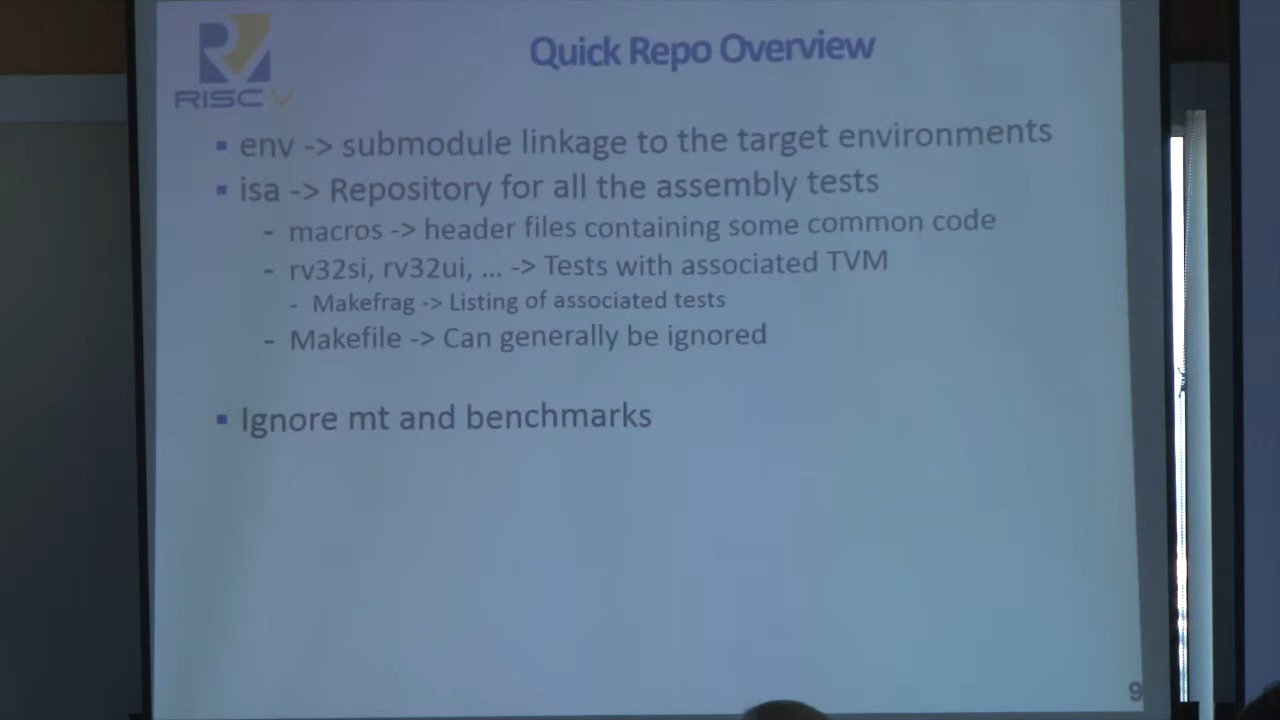 RISC V
Quick Repo Overview
▪ env -> submodule linkage to the target environments
▪ isa -> Repository for all the assembly tests
- macros -> header files containing some common code
- rv32si, rv32ui, ... -> Tests with associated TVM
- Makefrag -> Listing of associated tests
- Makefile -> Can generally be ignored
▪ Ignore mt and benchmarks
9